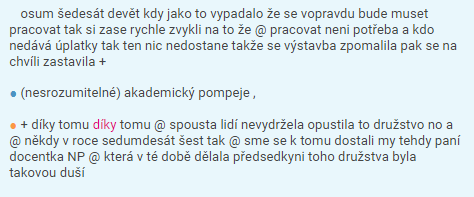 osum šedesát devět kdy jako to vypadalo že se vopravdu bude muset
pracovat tak si zase rychle zvykli na to že @ pracovat neni potřeba a kdo
nedává úplatky tak ten nic nedostane takže se výstavba zpomalila pak se na
chvíli zastavila +
● (nesrozumitelné) akademický pompeje ,
● + díky tomu díky tomu @ spousta lidí nevydržela opustila to družstvo no a
@ někdy v roce sedumdesát šest tak @ sme se k tomu dostali my tehdy paní
docentka NP @ která v té době dělala předsedkyni toho družstva byla
takovou duší